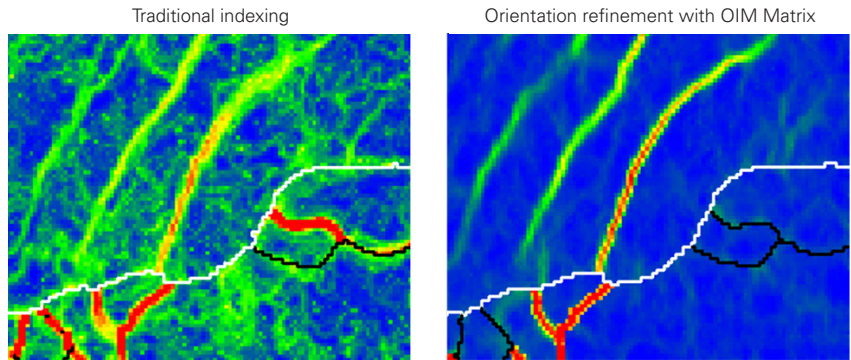 Traditional indexing
Orientation refinement with OIM Matrix